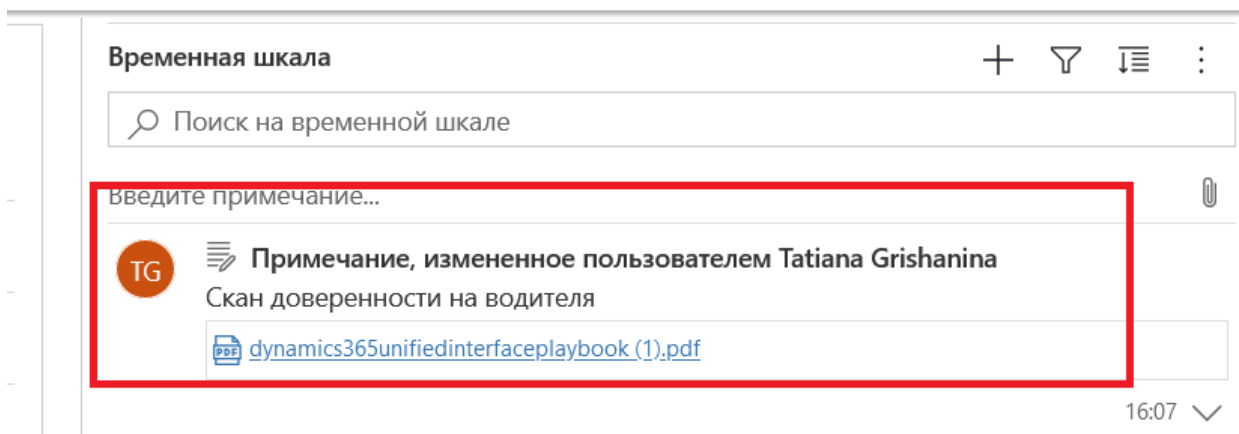 Временная шкала
Поиск на временной шкале
Введите примечание...
TG
Примечание, измененное пользователем Tatiana Grishanina
Скан доверенности на водителя
PDF
dynamics365unifiedinterfaceplaybook (1).pdf
16:07